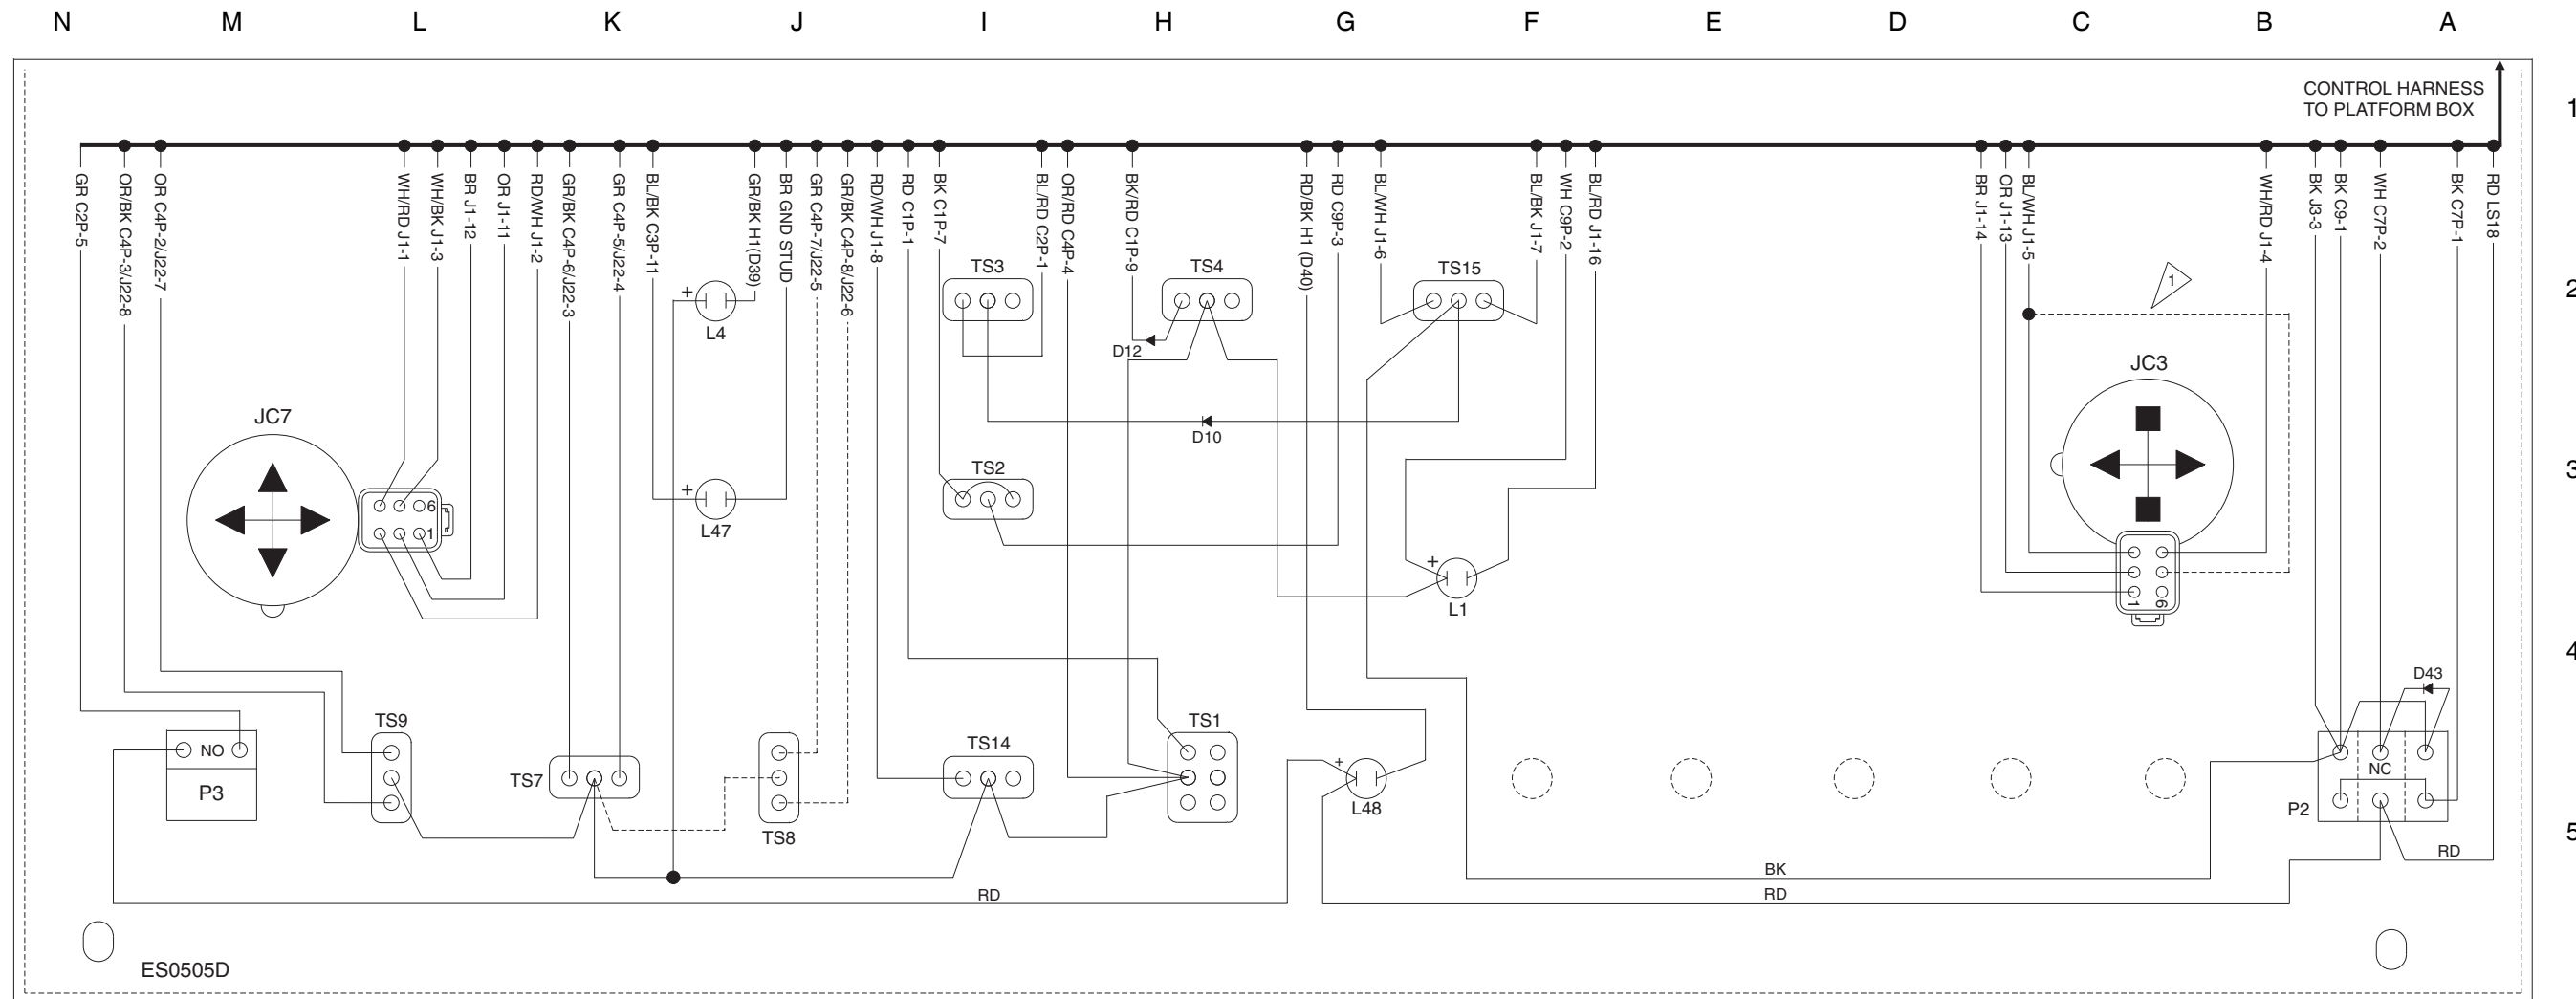 N M L K J I H G F E D C B A
CONTROL HARNESS
TO PLATFORM BOX
1
GR C2P-5
OR/BK C4P-3/J22-8
OR C4P-2/J22-7
WH/RD J1-1
WH/BK J1-3
BR J1-12
OR J1-11
RD/WH J1-2
GR/BK C4P-6/J22-3
GR C4P-5/J22-4
BL/BK C3P-11
GR/BK H1(D39)
BR GND STUD
GR C4P-7/J22-5
GR/BK C4P-8/J22-6
RD/WH J1-8
RD C1P-1
BK C1P-7
BL/RD C2P-1
OR/RD C4P-4
BK/RD C1P-9
RD/BK H1 (D40)
RD C9P-3
BL/WH J1-6
BL/BK J1-7
WH C9P-2
BL/RD J1-16
BR J1-14
OR J1-13
BL/WH J1-5
WH/RD J1-4
BK J3-3
BK C9-1
WH C7P-2
BK C7P-1
RD LS18
TS3
TS4
TS15
1
2
+
L4
D12
JC3
JC7
D10
TS2
3
+
L47
6
1
+
L1
1 6
4
D43
TS9
TS1
TS14
NO
P3
TS7
TS8
+
L48
NC
P2
5
RD
BK
RD
RD
ES0505D